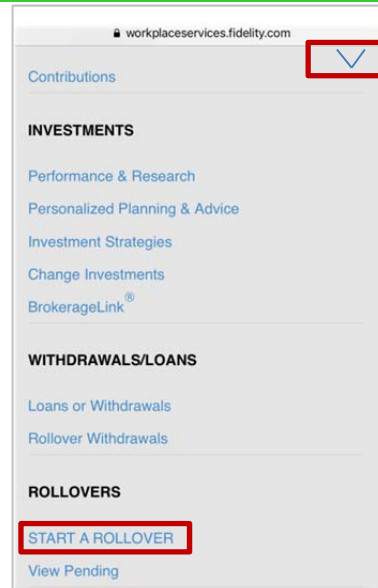 workplaceservices.fidelity.com
Contributions
INVESTMENTS
Performance & Research
Personalized Planning & Advice
Investment Strategies
Change Investments
BrokerageLink®
WITHDRAWALS/LOANS
Loans or Withdrawals
Rollover Withdrawals
ROLLOVERS
START A ROLLOVER
View Pending